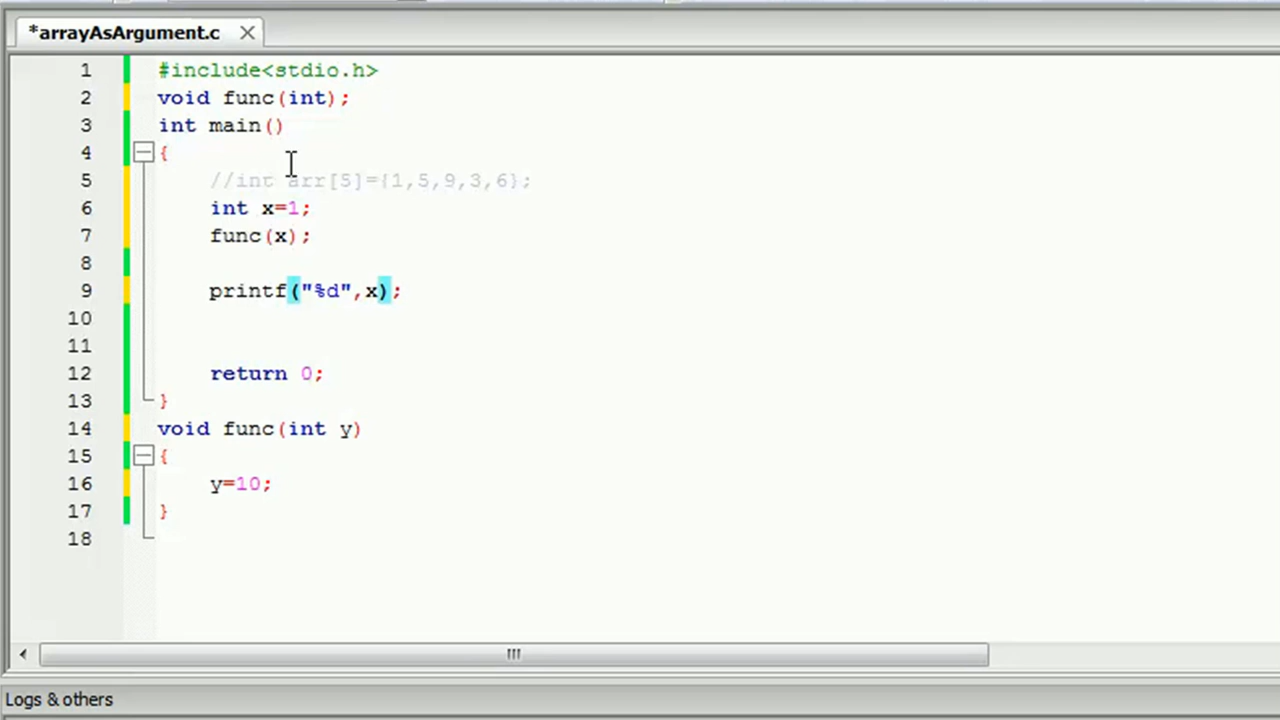 *arrayAsArgument.c
1 #include<stdio.h>
2 void func(int);
3 int main()
4 {
5 //int arr[5]={1,5,9,3,6};
6 int x=1;
7 func(x);
8
9 printf("%d",x);
10
11
12 return 0;
13 }
14 void func(int y)
15 {
16 y=10;
17 }
18
Logs & others